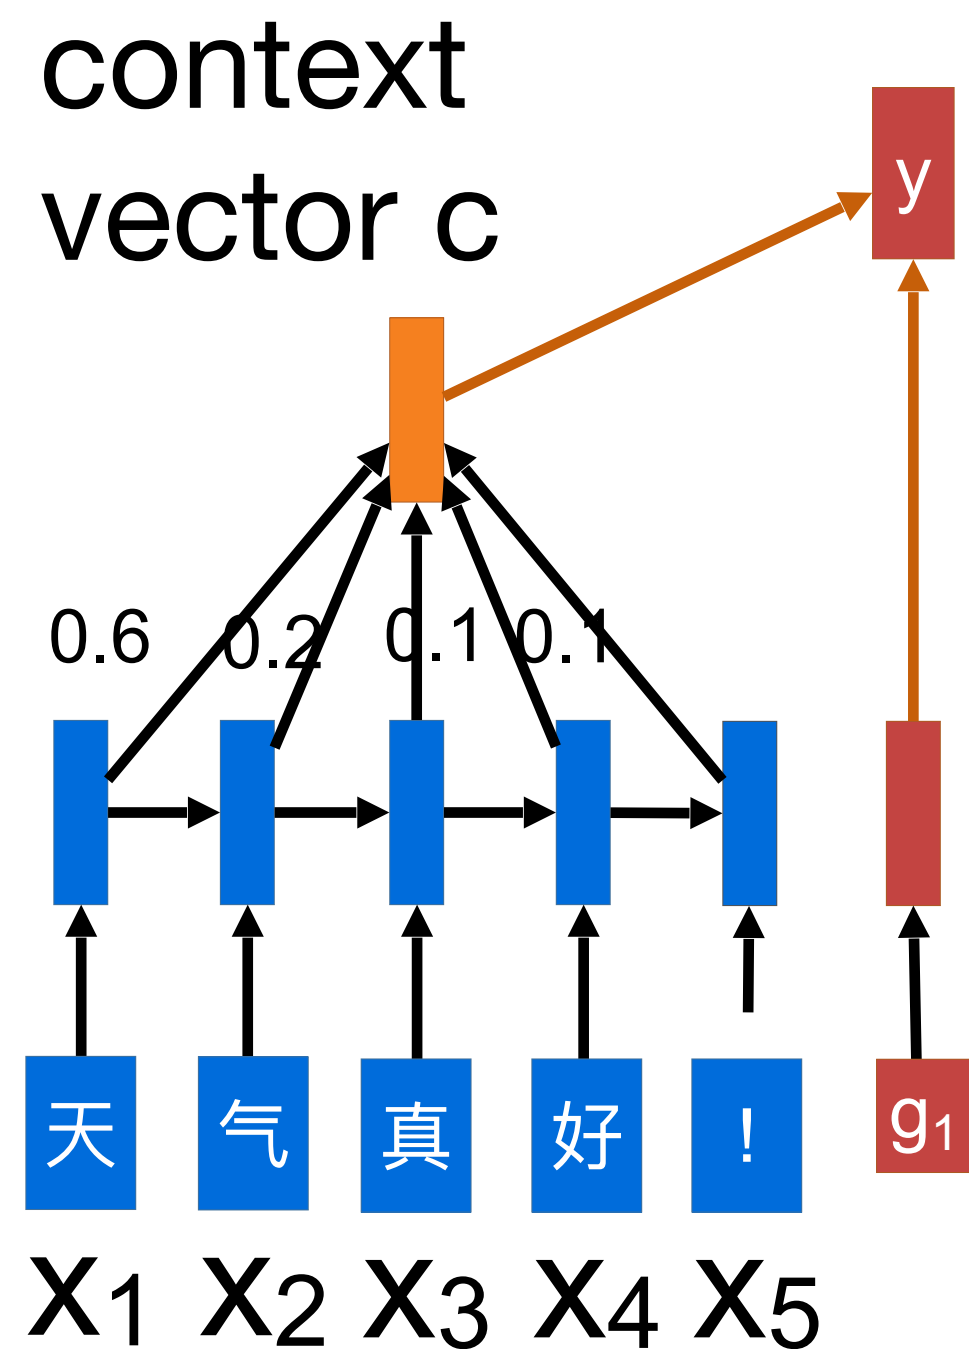 context
vector c
y
0.6 0.2 0.1 0.1
天 气 真 好 ! g₁
x₁ x₂ x₃ x₄ x₅